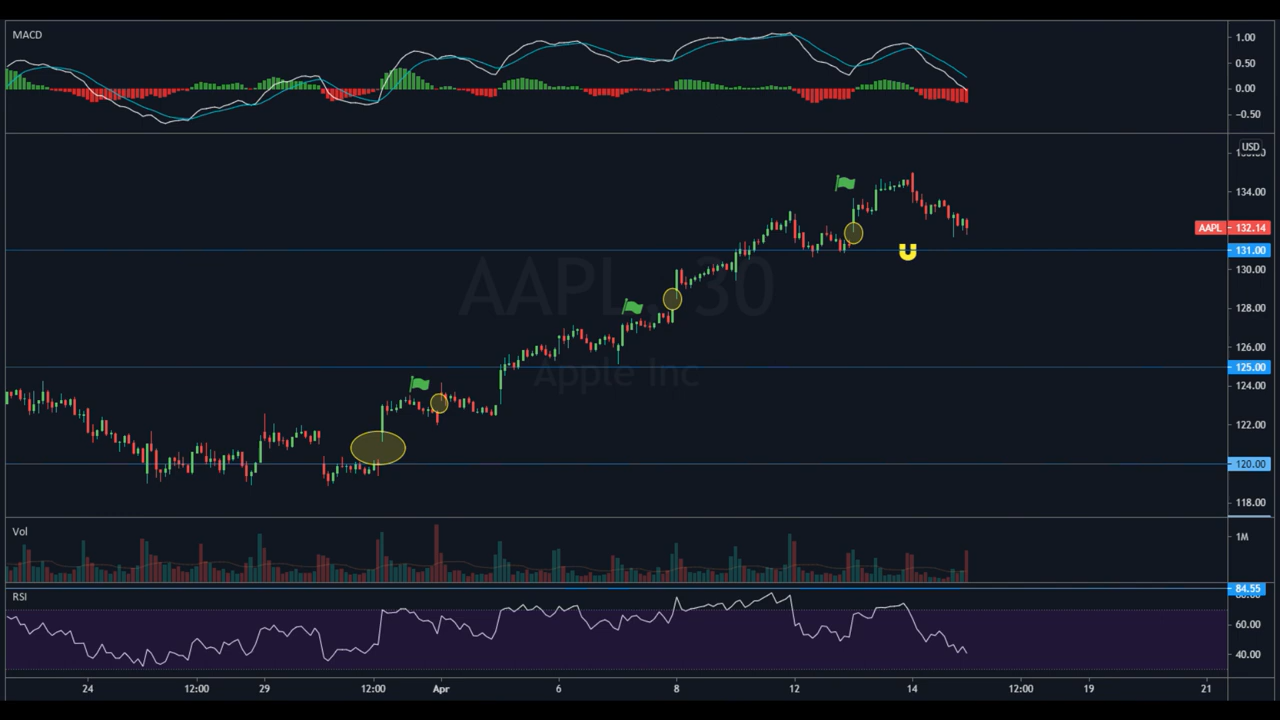 MACD
1.00
0.50
0.00
−0.50
USD
134.00
AAPL 132.14
131.00
130.00
AAPL, 30
128.00
126.00
125.00
Apple Inc
124.00
122.00
120.00
118.00
Vol
1M
RSI
84.55
60.00
40.00
24 12:00 29 12:00 Apr 6 8 12 14 12:00 19 21